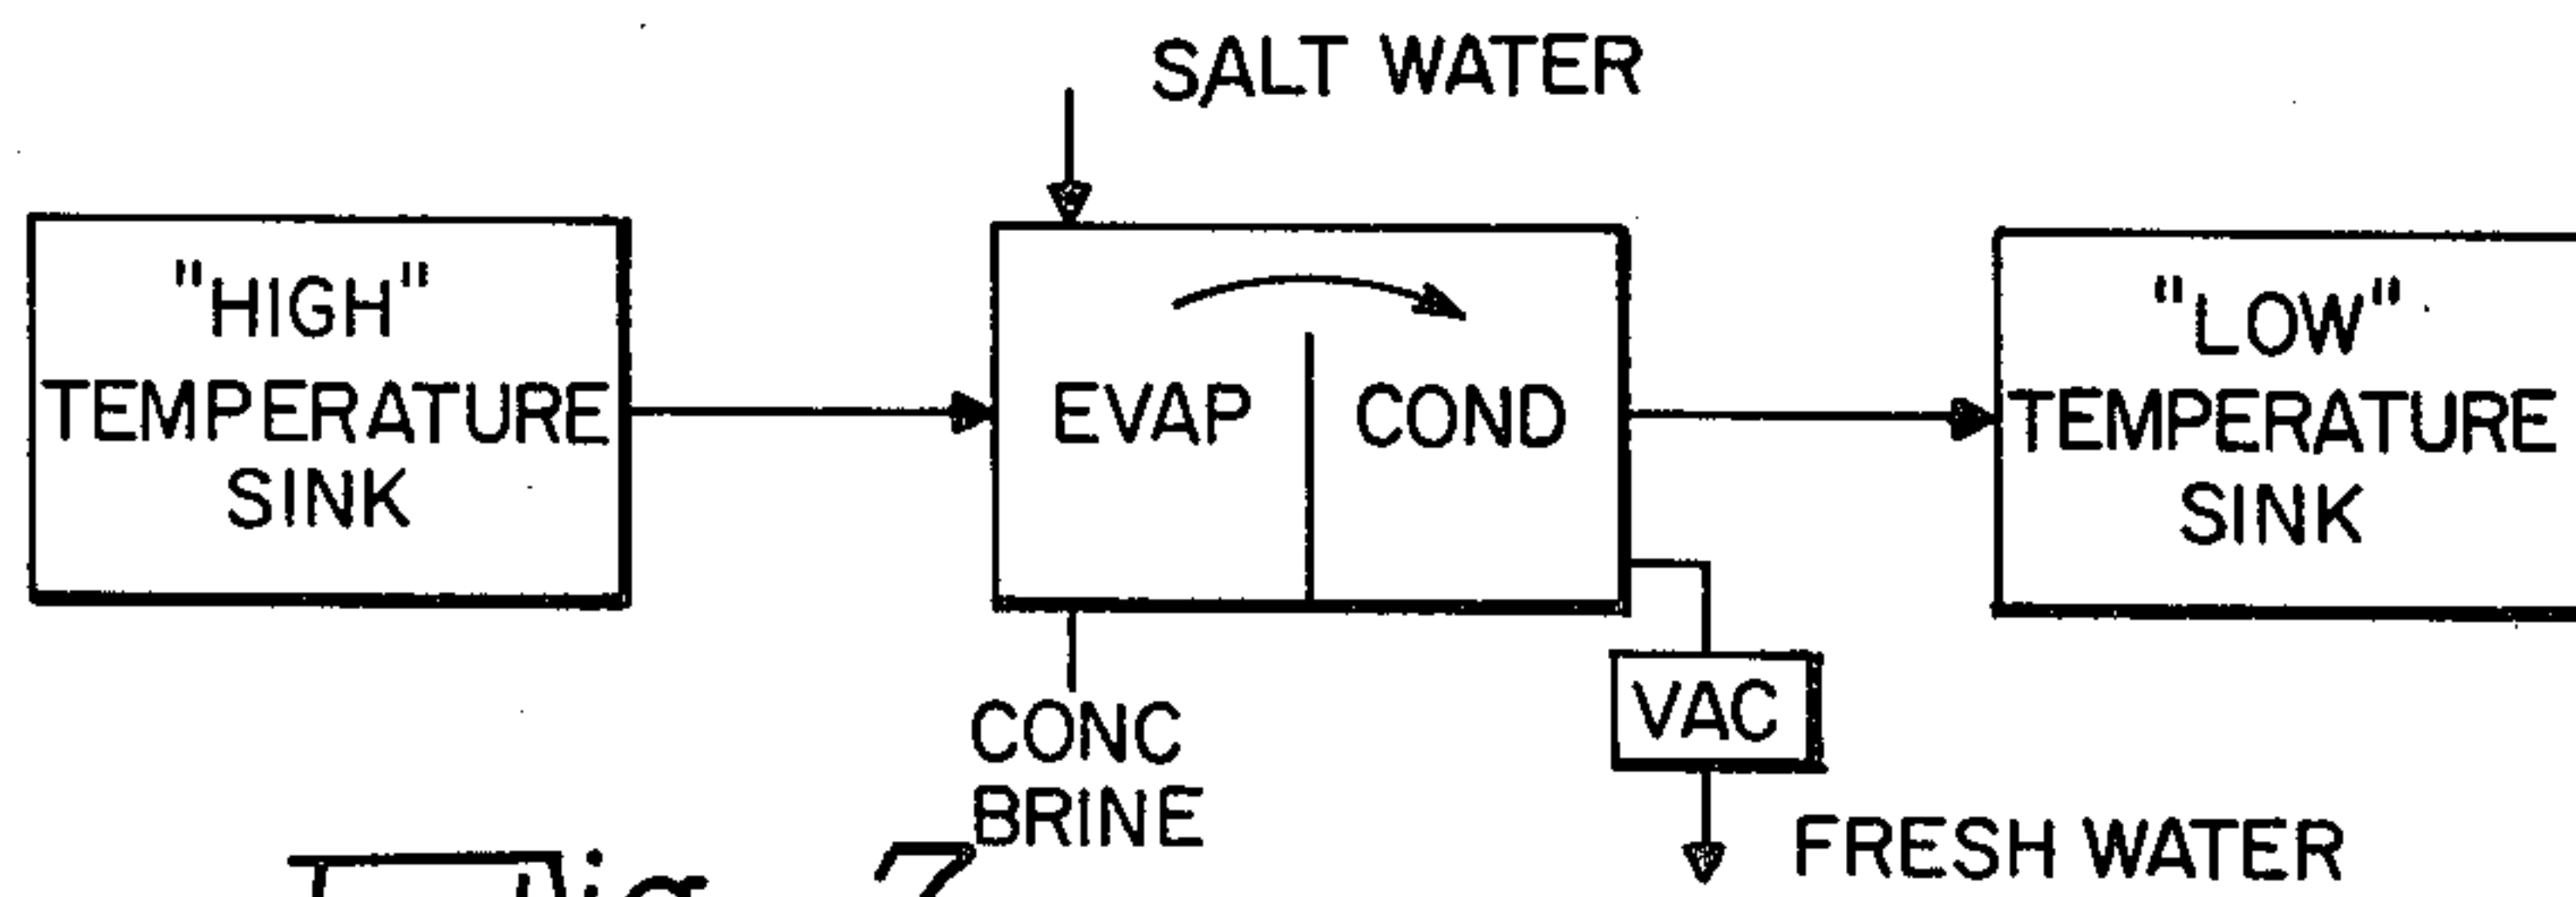 SALT WATER
"HIGH"
TEMPERATURE
SINK
EVAP
COND
"LOW"
TEMPERATURE
SINK
VAC
CONC
BRINE
FRESH WATER